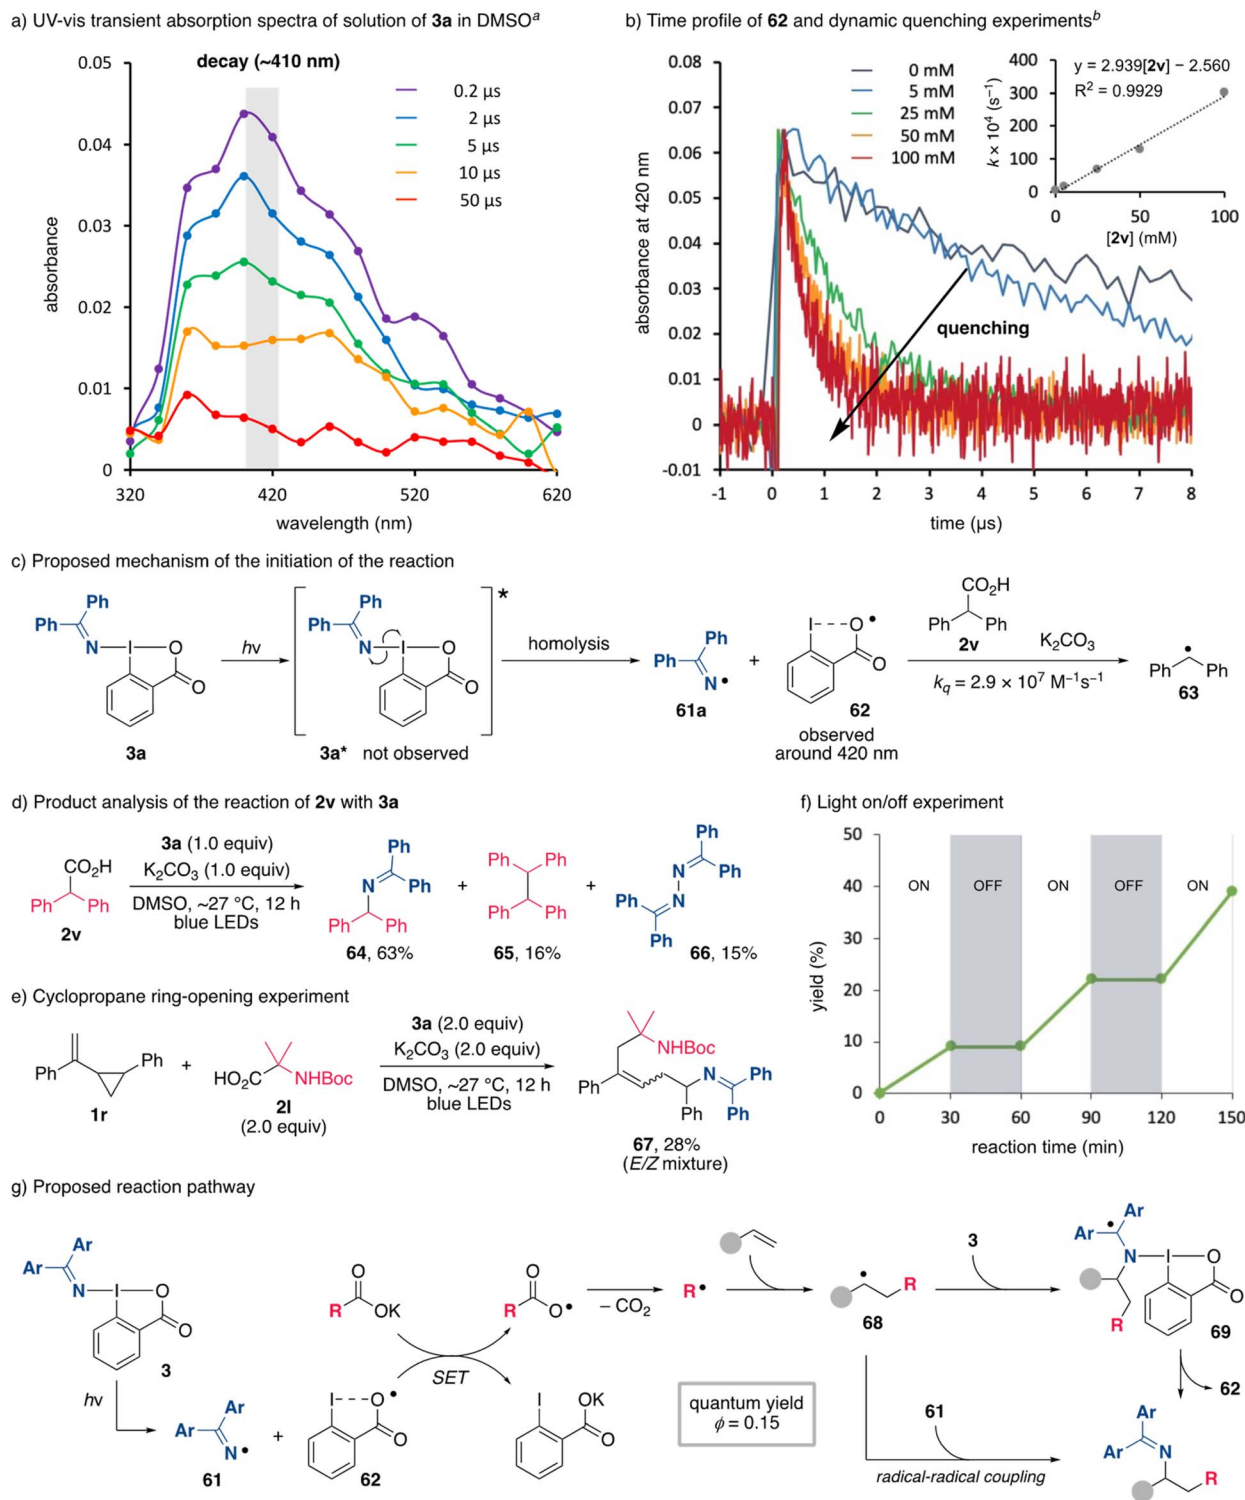 a) UV-vis transient absorption spectra of solution of 3a in DMSOᵃ
decay (~410 nm)
0.05
0.04
0.03
0.02
0.01
0
absorbance
0.2 µs
2 µs
5 µs
10 µs
50 µs
320
420
520
620
wavelength (nm)
b) Time profile of 62 and dynamic quenching experimentsᵇ
0.08
0.07
0.06
0.05
0.04
0.03
0.02
0.01
0
-0.01
absorbance at 420 nm
0 mM
5 mM
25 mM
50 mM
100 mM
quenching
-1
0
1
2
3
4
5
6
7
8
time (µs)
y = 2.939[2v] − 2.560
R² = 0.9929
400
300
200
100
0
k × 10⁴ (s⁻¹)
0
50
100
[2v] (mM)
c) Proposed mechanism of the initiation of the reaction
Ph
Ph
N
I
O
O
3a
hν
Ph
Ph
N
I
O
O
*
3a* not observed
homolysis
Ph
Ph
N•
61a
+
I
O•
O
62
observed
around 420 nm
CO₂H
Ph
Ph
2v
K₂CO₃
k_q = 2.9 × 10⁷ M⁻¹s⁻¹
•
Ph
Ph
63
d) Product analysis of the reaction of 2v with 3a
CO₂H
Ph
Ph
2v
3a (1.0 equiv)
K₂CO₃ (1.0 equiv)
DMSO, ~27 °C, 12 h
blue LEDs
Ph
N
Ph
Ph
Ph
64, 63%
+
Ph
Ph
Ph
Ph
65, 16%
+
Ph
N
Ph
Ph
N
Ph
66, 15%
e) Cyclopropane ring-opening experiment
Ph
Ph
1r
+
HO₂C
NHBoc
2l
(2.0 equiv)
3a (2.0 equiv)
K₂CO₃ (2.0 equiv)
DMSO, ~27 °C, 12 h
blue LEDs
NHBoc
Ph
N
Ph
Ph
Ph
67, 28%
(E/Z mixture)
f) Light on/off experiment
50
40
30
20
10
0
yield (%)
ON
OFF
ON
OFF
ON
0
30
60
90
120
150
reaction time (min)
g) Proposed reaction pathway
Ar
Ar
N
I
O
O
3
hν
Ar
Ar
N•
61
+
I
O•
O
62
O
R
OK
SET
O
R
O•
I
OK
O
− CO₂
R•
•
R
68
quantum yield
ϕ = 0.15
3
61
radical-radical coupling
Ar
•
Ar
N
I
O
O
R
69
62
Ar
Ar
N
R